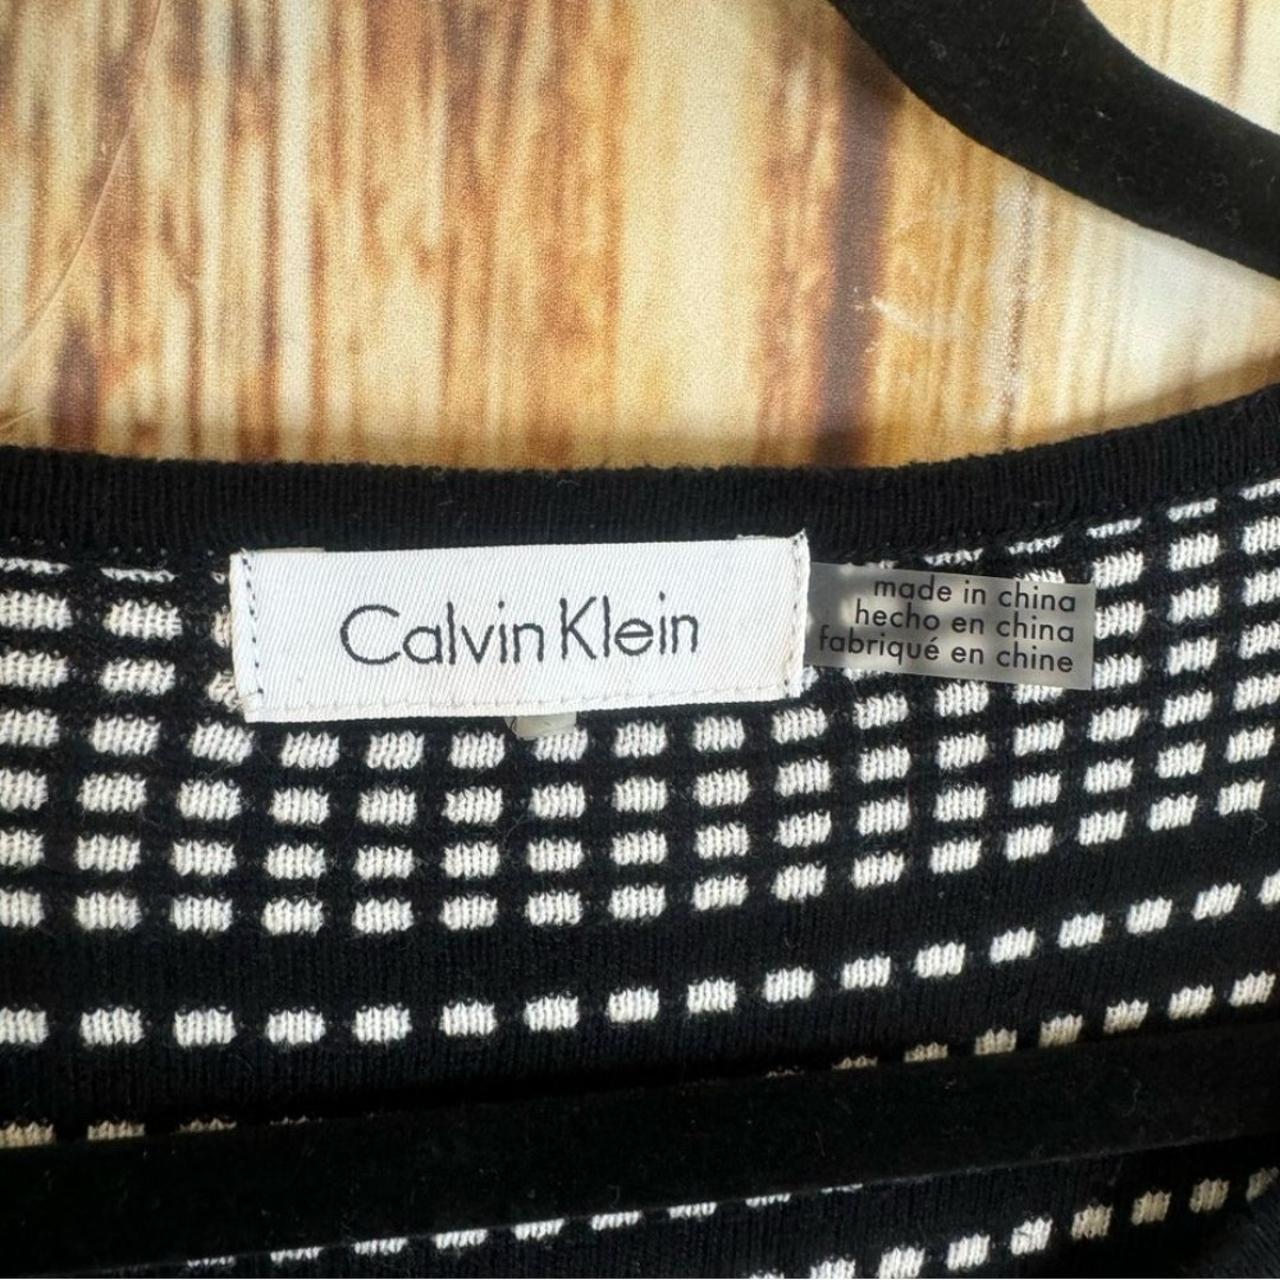 Calvin Klein
made in china
hecho en china
fabriqué en chine